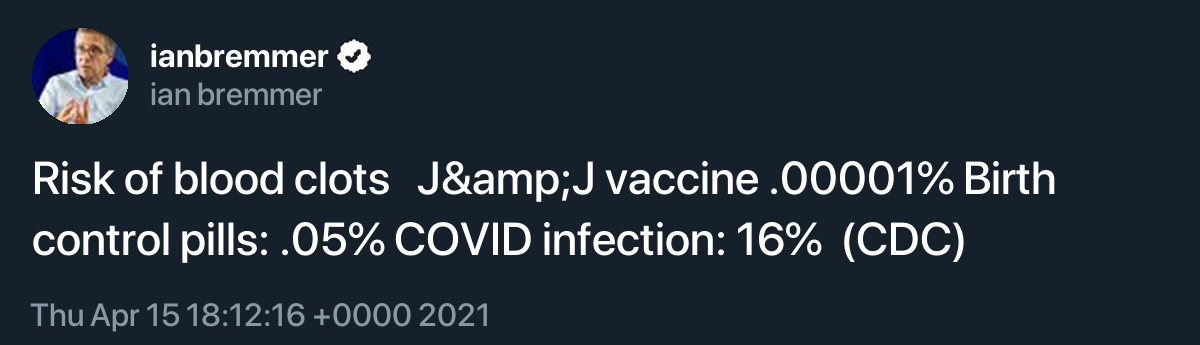 ianbremmer
ian bremmer
Risk of blood clots   J&amp;J vaccine .00001% Birth
control pills: .05% COVID infection: 16%  (CDC)
Thu Apr 15 18:12:16 +0000 2021